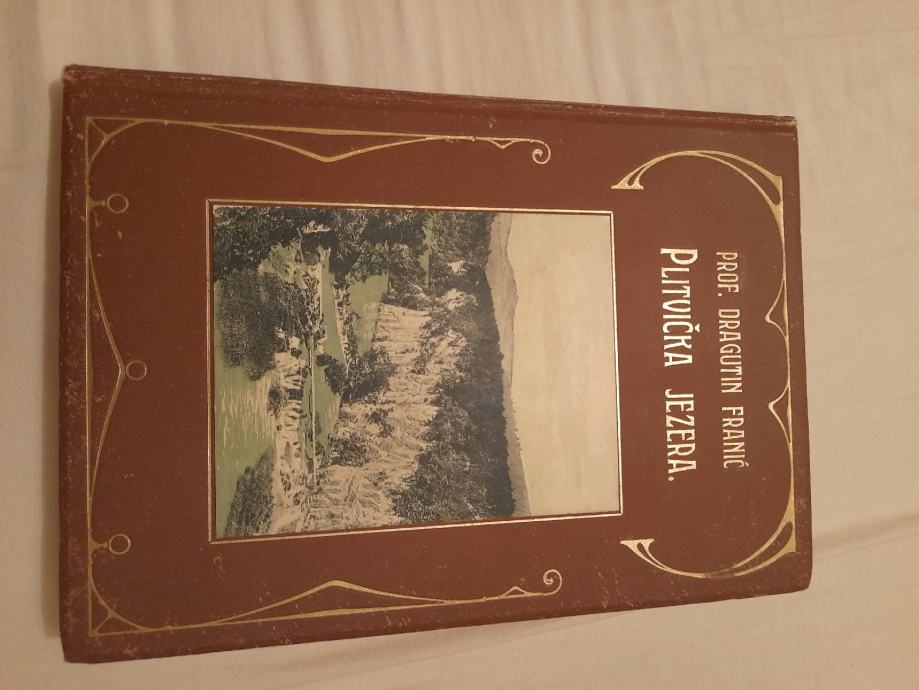 PROF. DRAGUTIN FRANIĆ
PLITVIČKA JEZERA.